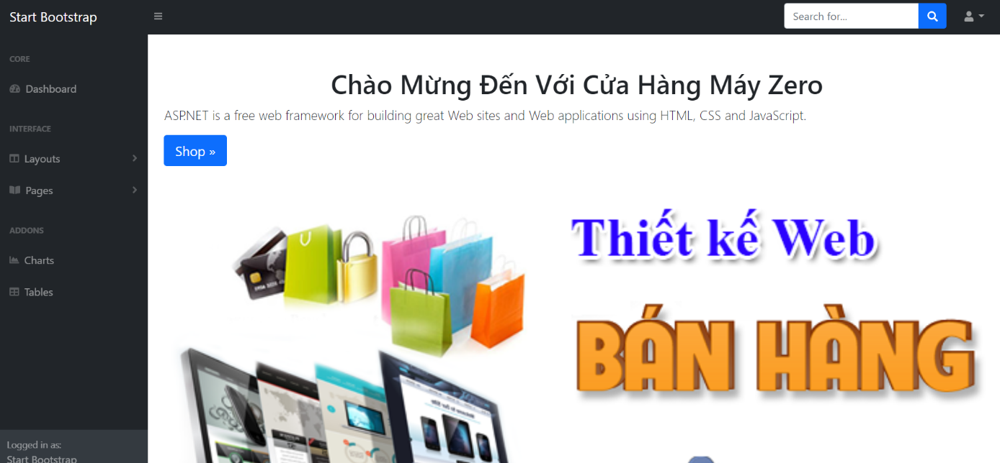 Start Bootstrap
Search for...
CORE
Dashboard
INTERFACE
Layouts
Pages
ADDONS
Charts
Tables
Logged in as:
Start Bootstrap
Chào Mừng Đến Với Cửa Hàng Máy Zero
ASP.NET is a free web framework for building great Web sites and Web applications using HTML, CSS and JavaScript.
Shop »
Thiết kế Web
BÁN HÀNG